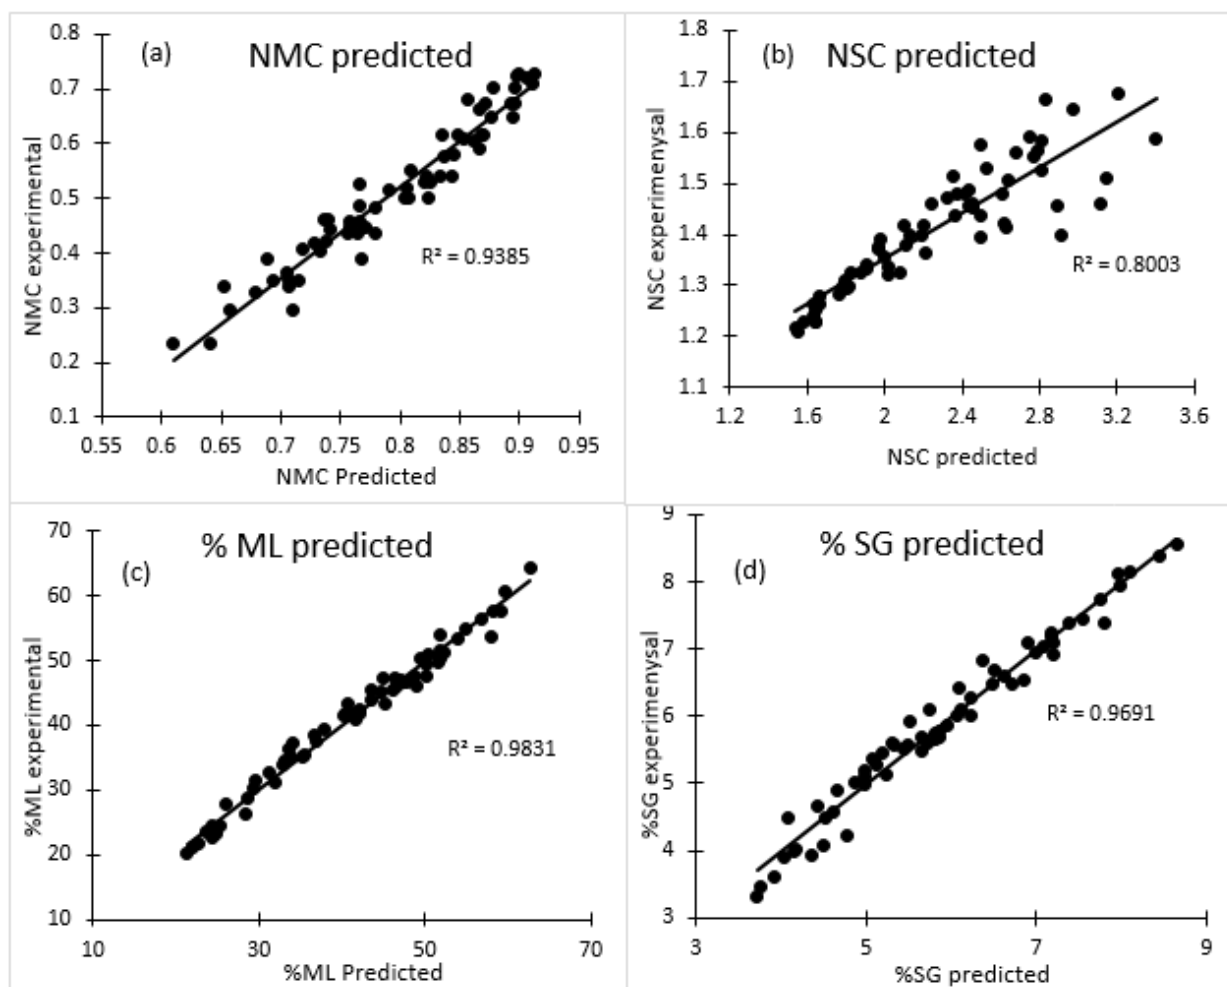 (a) NMC predicted
NMC experimental
0.8
0.7
0.6
0.5
0.4
0.3
0.2
0.1
R² = 0.9385
0.55 0.6 0.65 0.7 0.75 0.8 0.85 0.9 0.95
NMC Predicted
(b) NSC predicted
NSC experimenysal
1.8
1.7
1.6
1.5
1.4
1.3
1.2
1.1
R² = 0.8003
1.2 1.6 2 2.4 2.8 3.2 3.6
NSC predicted
% ML predicted
(c)
%ML experimental
70
60
50
40
30
20
10
R² = 0.9831
10 30 50 70
%ML Predicted
% SG predicted
(d)
%SG experimenysal
9
8
7
6
5
4
3
R² = 0.9691
3 5 7 9
%SG predicted